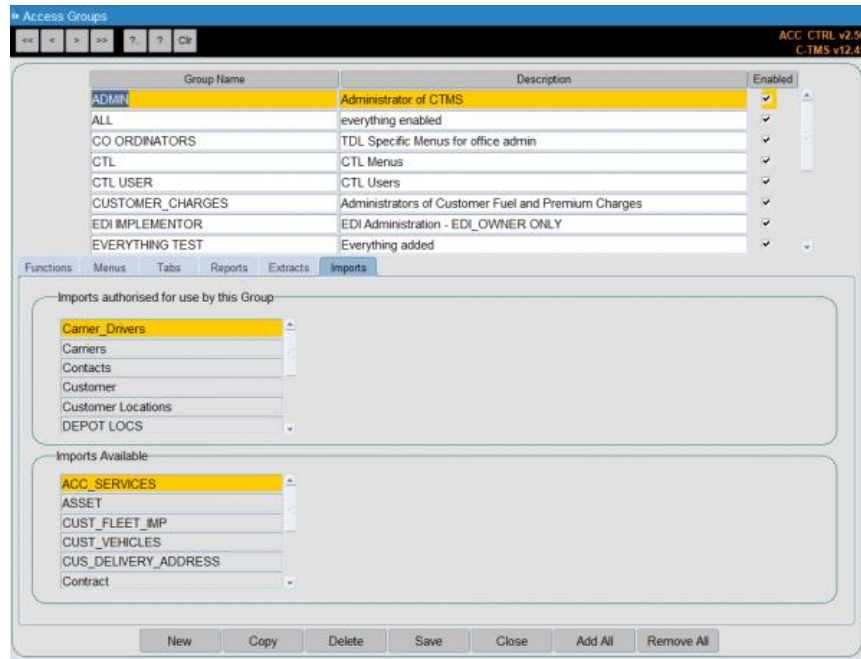 Access Groups
<< < > >> ?. ? Clr
ACC CTRL
C-TMS
Group Name Description Enabled
ADMIN Administrator of CTMS
ALL everything enabled
CO ORDINATORS TDL Specific Menus for office admin
CTL CTL Menus
CTL USER CTL Users
CUSTOMER_CHARGES Administrators of Customer Fuel and Premium Charges
EDI IMPLEMENTOR EDI Administration - EDI_OWNER ONLY
EVERYTHING TEST Everything added
Functions Menus Tabs Reports Extracts Imports
Imports authorised for use by this Group
Carrier_Drivers
Carriers
Contacts
Customer
Customer Locations
DEPOT LOCS
Imports Available
ACC_SERVICES
ASSET
CUST_FLEET_IMP
CUST_VEHICLES
CUS_DELIVERY_ADDRESS
Contract
New Copy Delete Save Close Add All Remove All